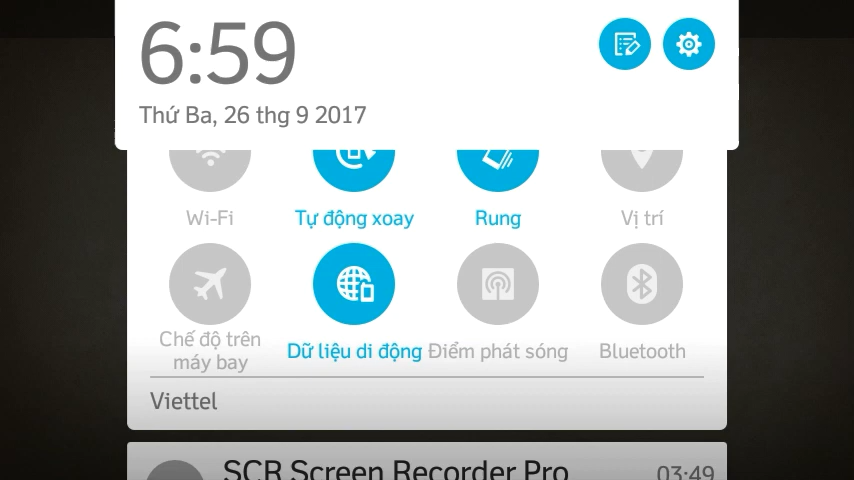 6:59
Thứ Ba, 26 thg 9 2017
Wi-Fi
Tự động xoay
Rung
Vị trí
Chế độ trên
máy bay
Dữ liệu di động
Điểm phát sóng
Bluetooth
Viettel
SCR Screen Recorder Pro
03:49